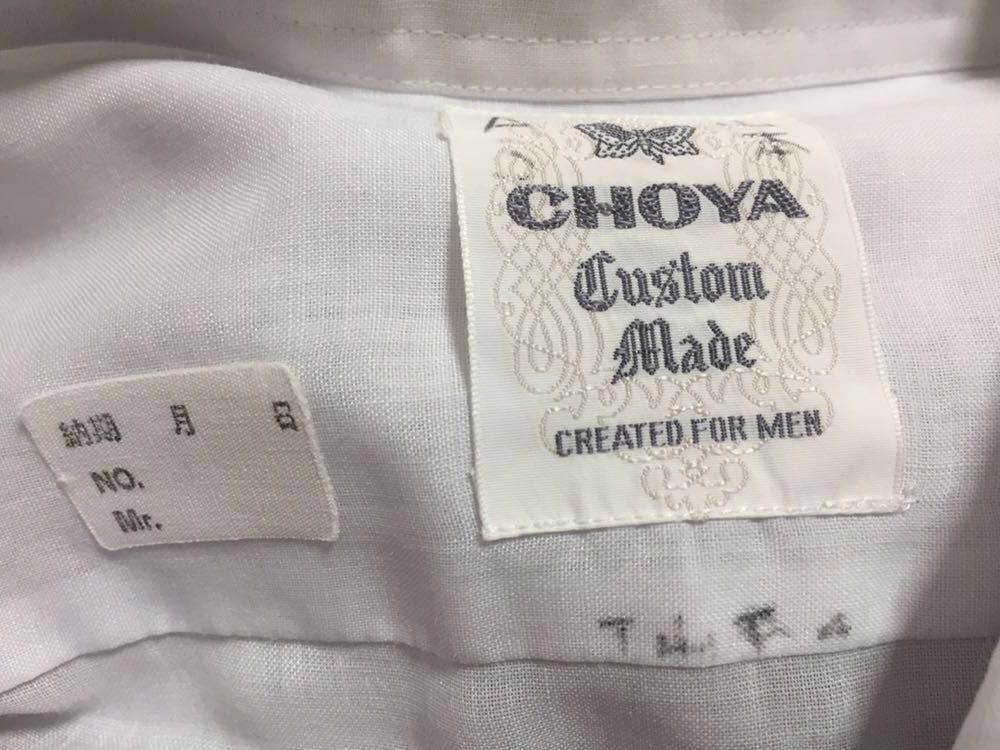 CHOYA
Custom
Made
CREATED FOR MEN
納期 月 日
NO.
Mr.